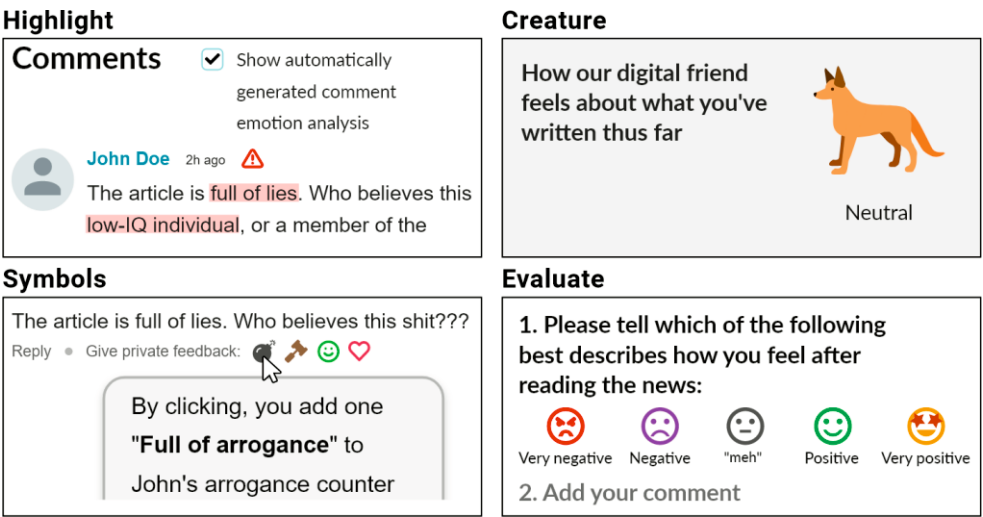 Highlight
Comments
Show automatically
generated comment
emotion analysis
John Doe 2h ago
The article is full of lies. Who believes this
low-IQ individual, or a member of the
Creature
How our digital friend
feels about what you've
written thus far
Neutral
Symbols
The article is full of lies. Who believes this shit???
Reply • Give private feedback:
By clicking, you add one
"Full of arrogance" to
John's arrogance counter
Evaluate
1. Please tell which of the following
best describes how you feel after
reading the news:
Very negative Negative "meh" Positive Very positive
2. Add your comment